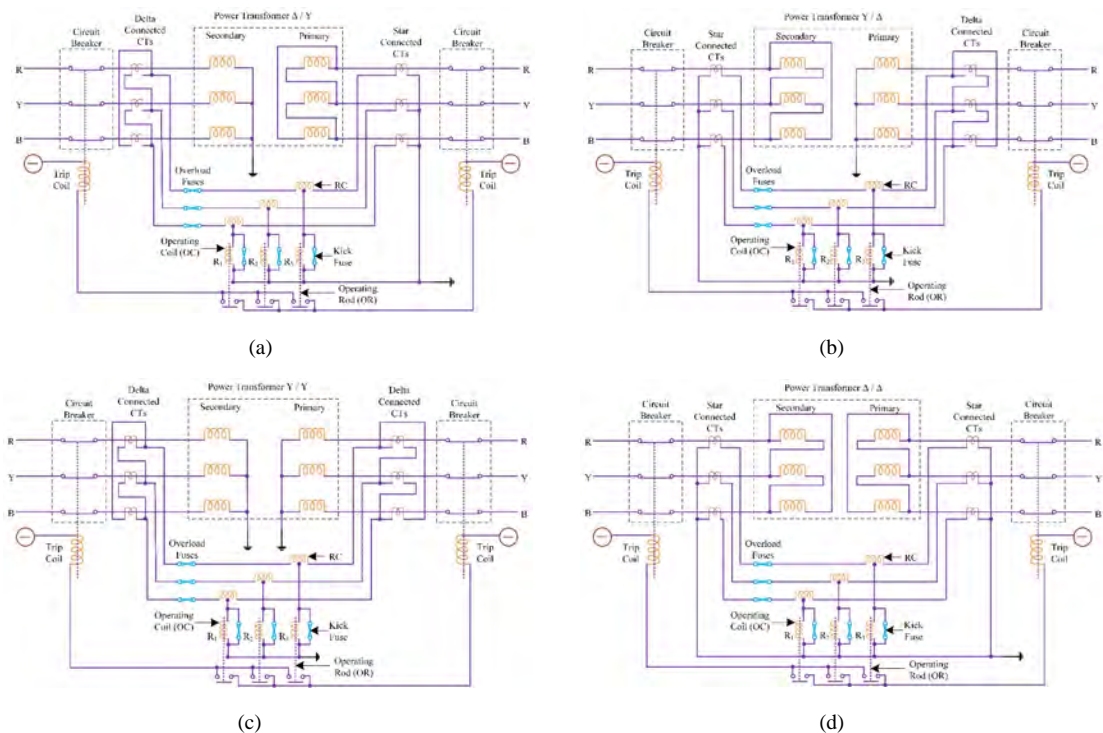 Power Transformer Δ / Y
Delta
Connected
CTs
Circuit
Breaker
Secondary
Primary
Star
Connected
CTs
Circuit
Breaker
R
R
Y
Y
B
B
Trip
Coil
Overload
Fuses
RC
Trip
Coil
Operating
Coil (OC)
R₁
R₂
R₃
Kick
Fuse
Operating
Rod (OR)
(a)
Power Transformer Y / Δ
Star
Connected
CTs
Circuit
Breaker
Secondary
Primary
Delta
Connected
CTs
Circuit
Breaker
R
R
Y
Y
B
B
Trip
Coil
Overload
Fuses
RC
Trip
Coil
Operating
Coil (OC)
R₁
R₂
R₃
Kick
Fuse
Operating
Rod (OR)
(b)
Power Transformer Y / Y
Delta
Connected
CTs
Circuit
Breaker
Secondary
Primary
Delta
Connected
CTs
Circuit
Breaker
R
R
Y
Y
B
B
Trip
Coil
Overload
Fuses
RC
Trip
Coil
Operating
Coil (OC)
R₁
R₂
R₃
Kick
Fuse
Operating
Rod (OR)
(c)
Power Transformer Δ / Δ
Star
Connected
CTs
Circuit
Breaker
Secondary
Primary
Star
Connected
CTs
Circuit
Breaker
R
R
Y
Y
B
B
Trip
Coil
Overload
Fuses
RC
Trip
Coil
Operating
Coil (OC)
R₁
R₂
R₃
Kick
Fuse
Operating
Rod (OR)
(d)